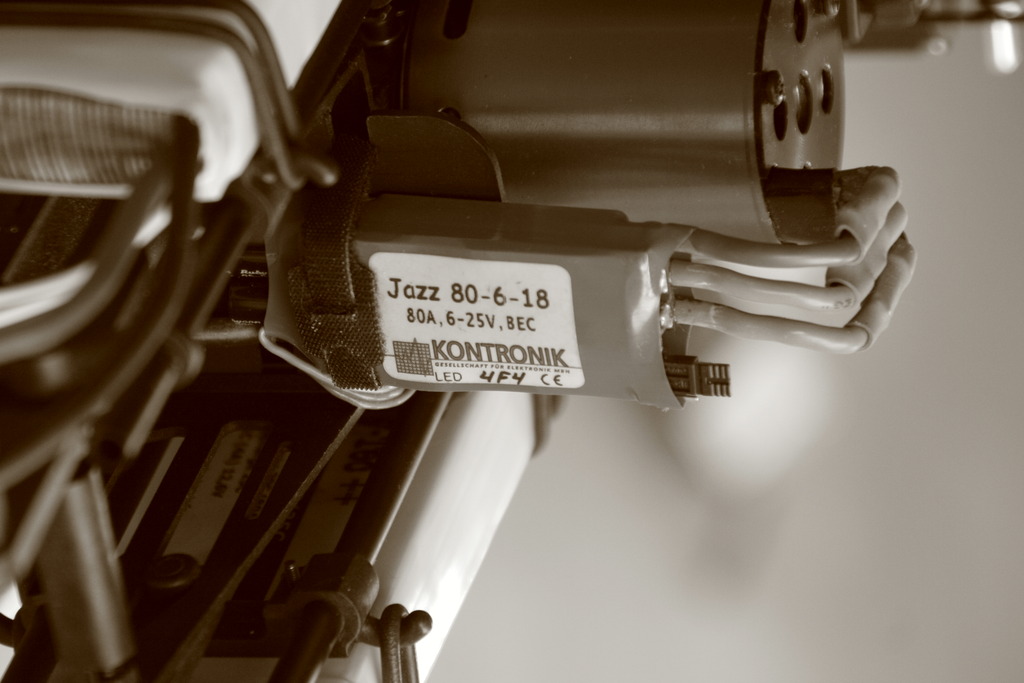 Jazz 80-6-18
80A, 6-25V, BEC
KONTRONIK
GESELLSCHAFT FÜR ELEKTRONIK MBH
LED 4F4 CE